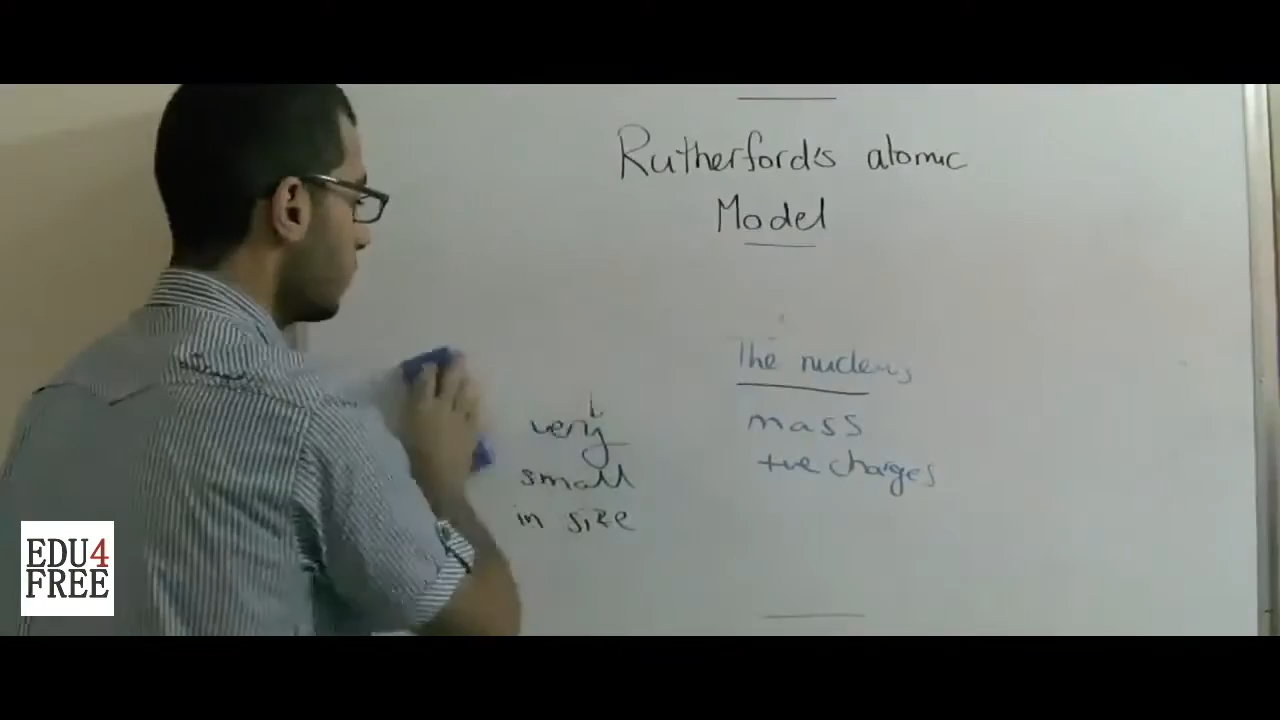 Rutherford's atomic
Model
The nucleus
mass
+ve charges
very
small
in size
EDU4
FREE